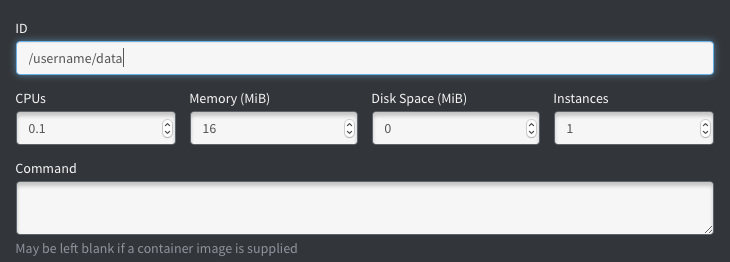 ID
/username/data
CPUs Memory (MiB) Disk Space (MiB) Instances
0.1 16 0 1
Command
May be left blank if a container image is supplied